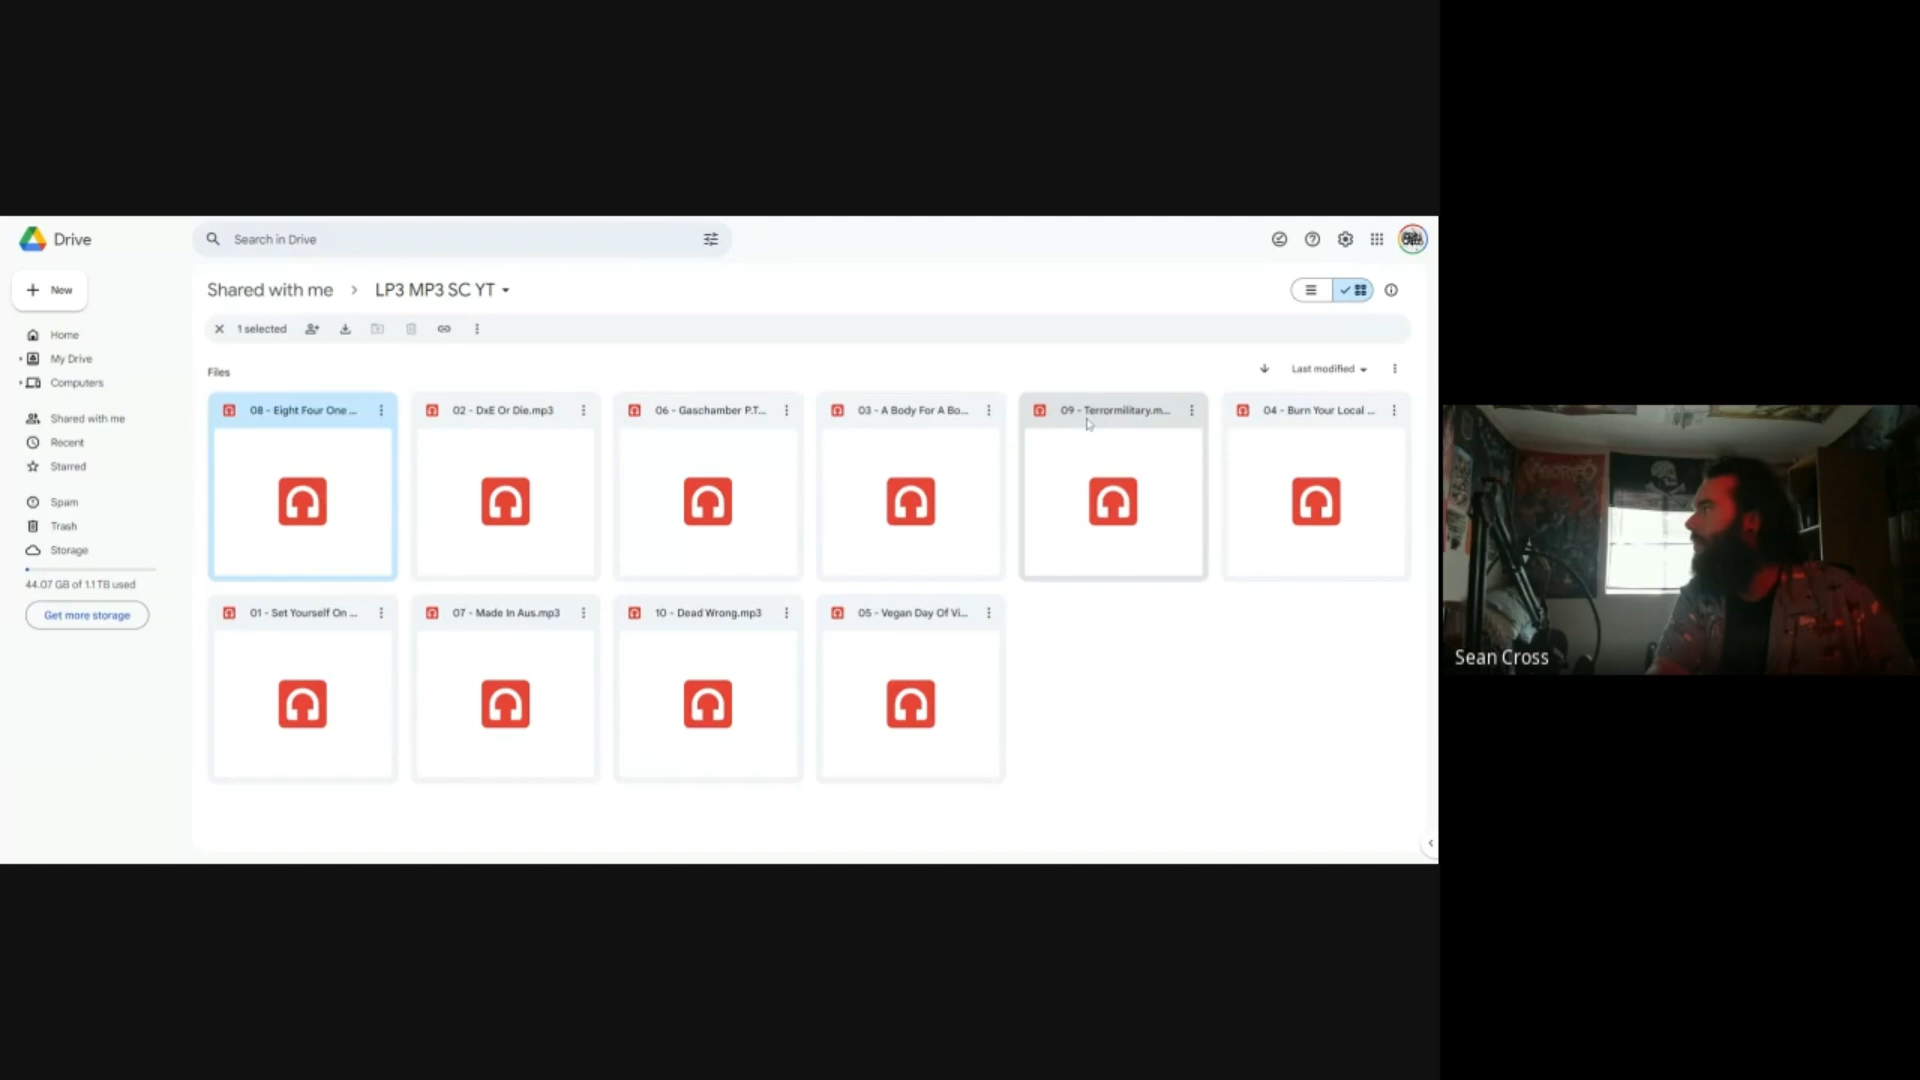 Drive
Search in Drive
New
Shared with me > LP3 MP3 SC YT
1 selected
Home
My Drive
Computers
Shared with me
Recent
Starred
Spam
Trash
Storage
44.07 GB of 1.1 TB used
Get more storage
Files
Last modified
08 - Eight Four One ...
02 - DxE Or Die.mp3
06 - Gaschamber P.T...
03 - A Body For A Bo...
09 - Terrormilitary.m...
04 - Burn Your Local ...
01 - Set Yourself On ...
07 - Made In Aus.mp3
10 - Dead Wrong.mp3
05 - Vegan Day Of Vi...
Sean Cross